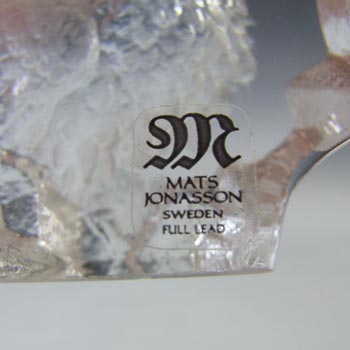 M
MATS
JONASSON
SWEDEN
FULL LEAD